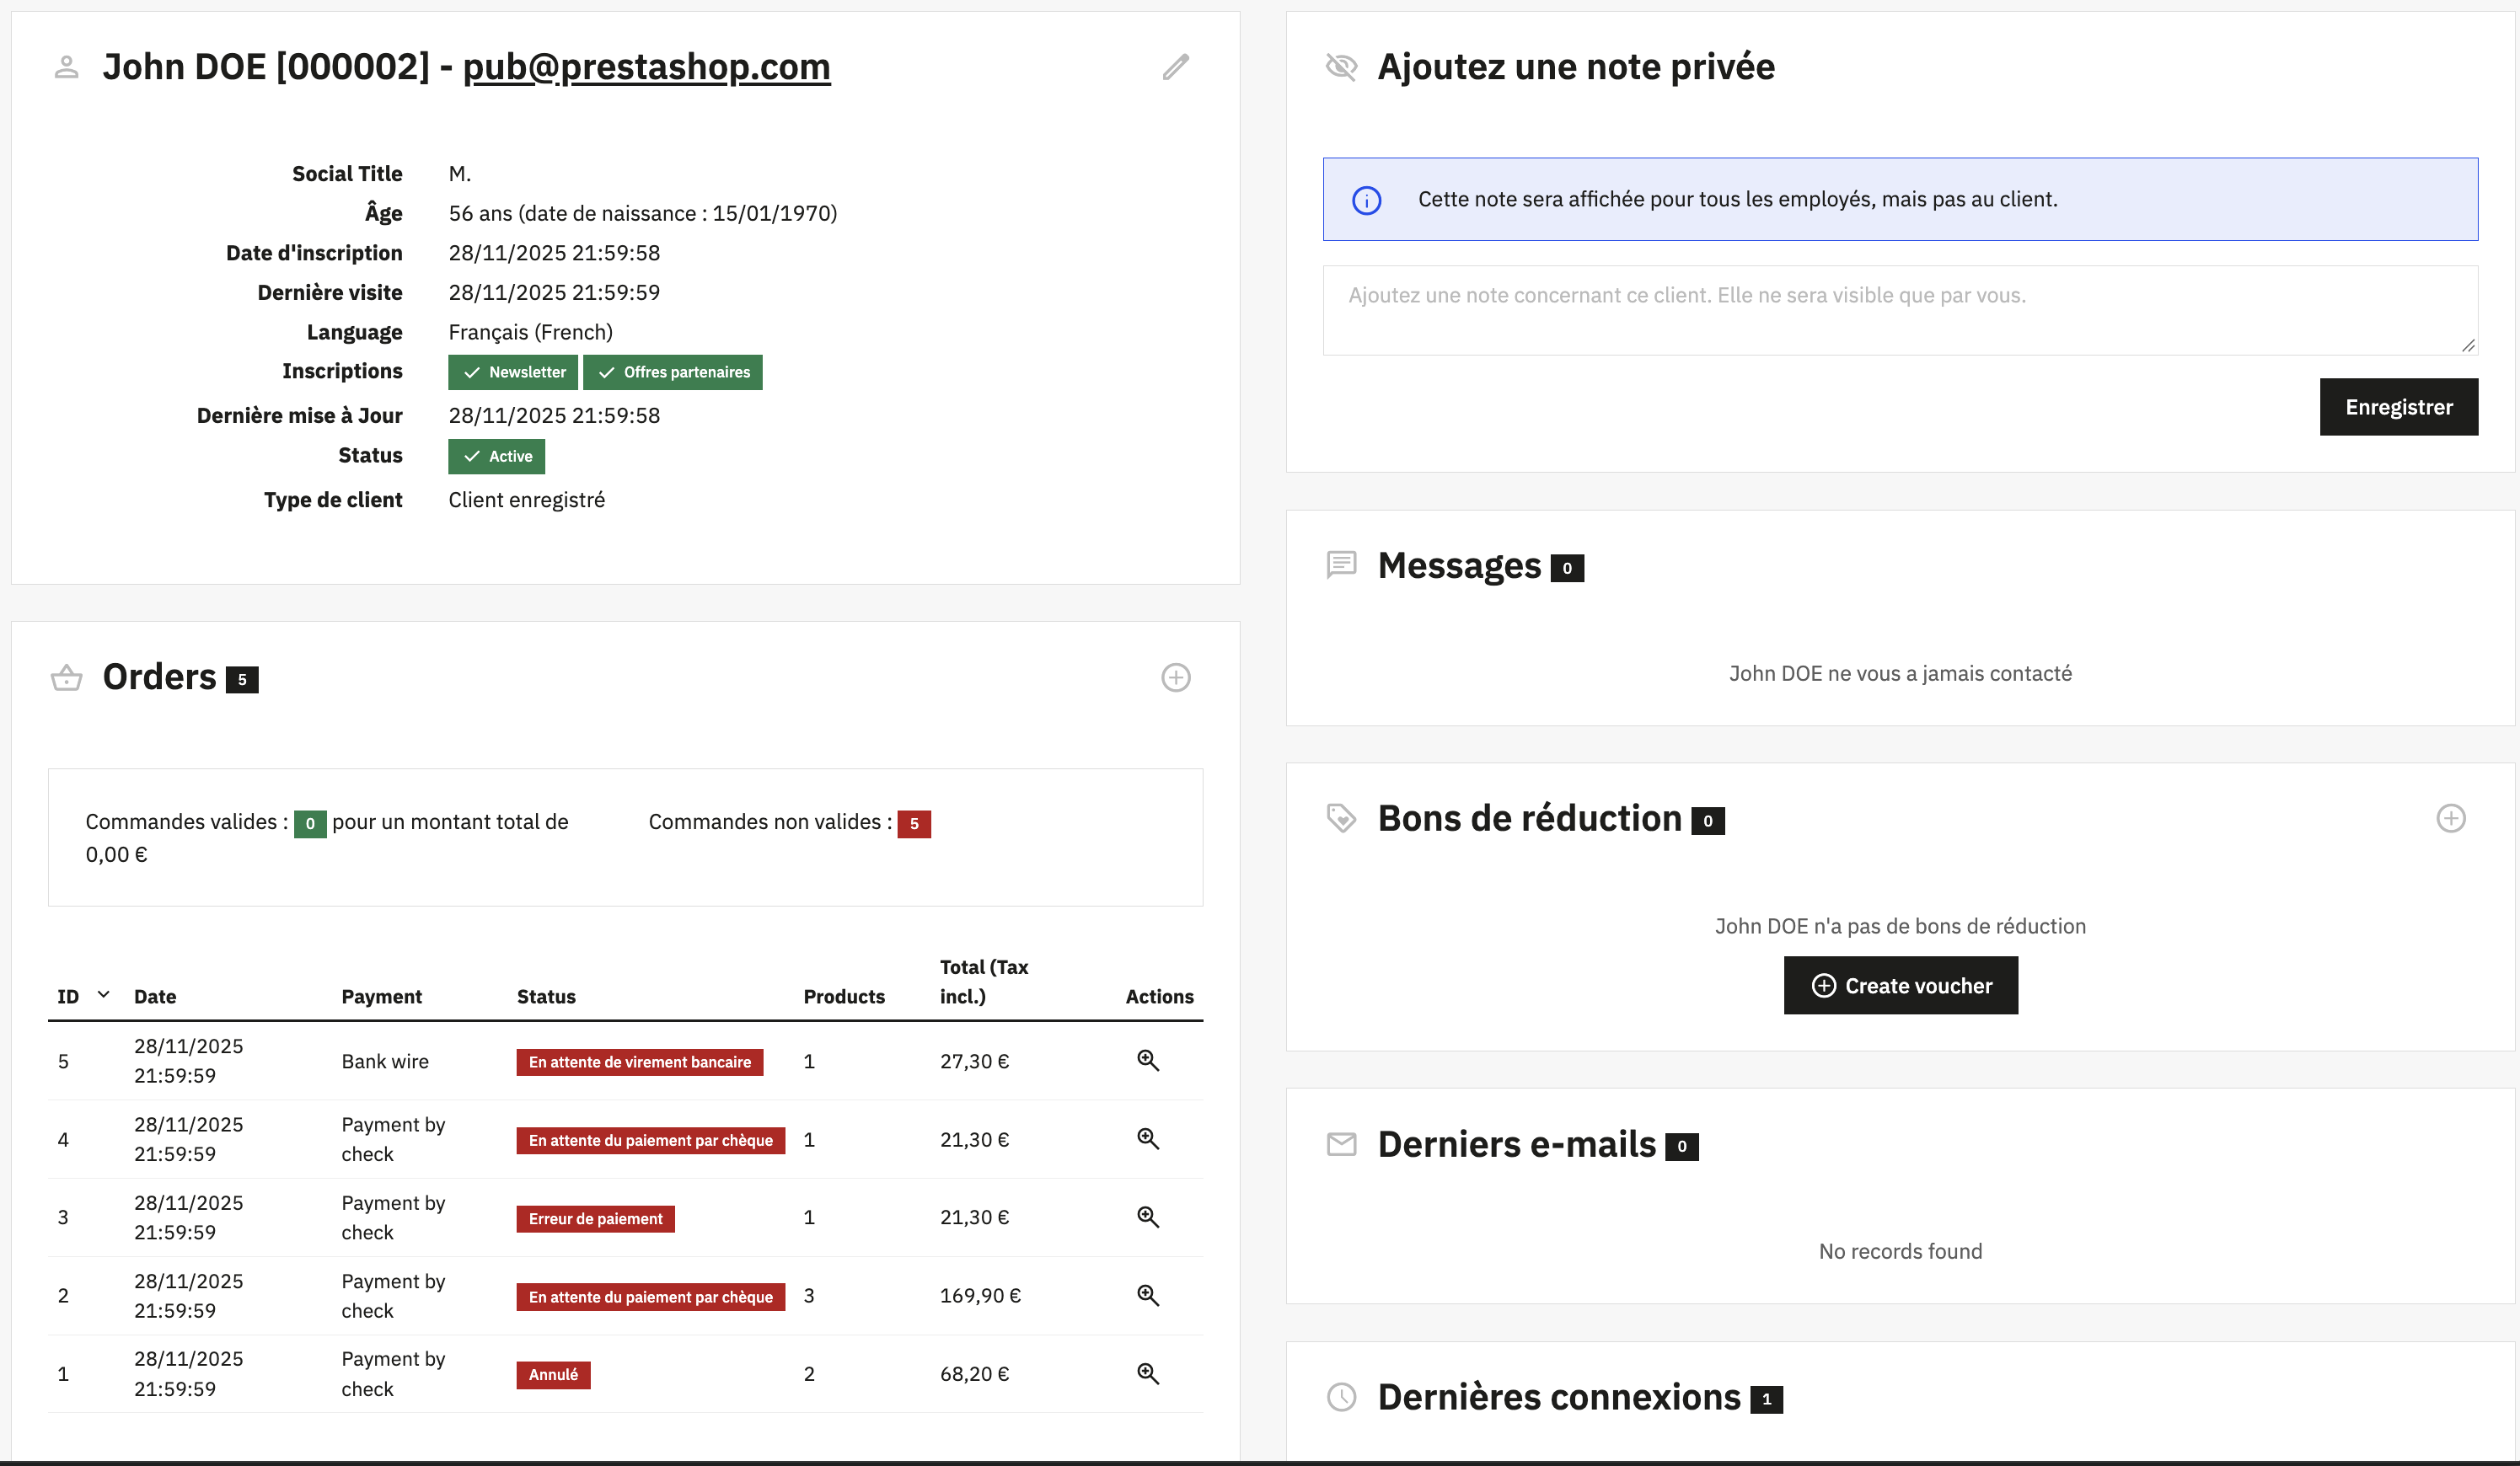 John DOE [000002] - pub@prestashop.com
Social Title M.
Âge 56 ans (date de naissance : 15/01/1970)
Date d'inscription 28/11/2025 21:59:58
Dernière visite 28/11/2025 21:59:59
Language Français (French)
Inscriptions Newsletter Offres partenaires
Dernière mise à Jour 28/11/2025 21:59:58
Status Active
Type de client Client enregistré
Orders 5
Commandes valides : 0 pour un montant total de
0,00 €
Commandes non valides : 5
ID Date Payment Status Products Total (Tax
incl.) Actions
5 28/11/2025
21:59:59 Bank wire En attente de virement bancaire 1 27,30 €
4 28/11/2025
21:59:59 Payment by
check En attente du paiement par chèque 1 21,30 €
3 28/11/2025
21:59:59 Payment by
check Erreur de paiement 1 21,30 €
2 28/11/2025
21:59:59 Payment by
check En attente du paiement par chèque 3 169,90 €
1 28/11/2025
21:59:59 Payment by
check Annulé 2 68,20 €
Ajoutez une note privée
Cette note sera affichée pour tous les employés, mais pas au client.
Ajoutez une note concernant ce client. Elle ne sera visible que par vous.
Enregistrer
Messages 0
John DOE ne vous a jamais contacté
Bons de réduction 0
John DOE n'a pas de bons de réduction
Create voucher
Derniers e-mails 0
No records found
Dernières connexions 1